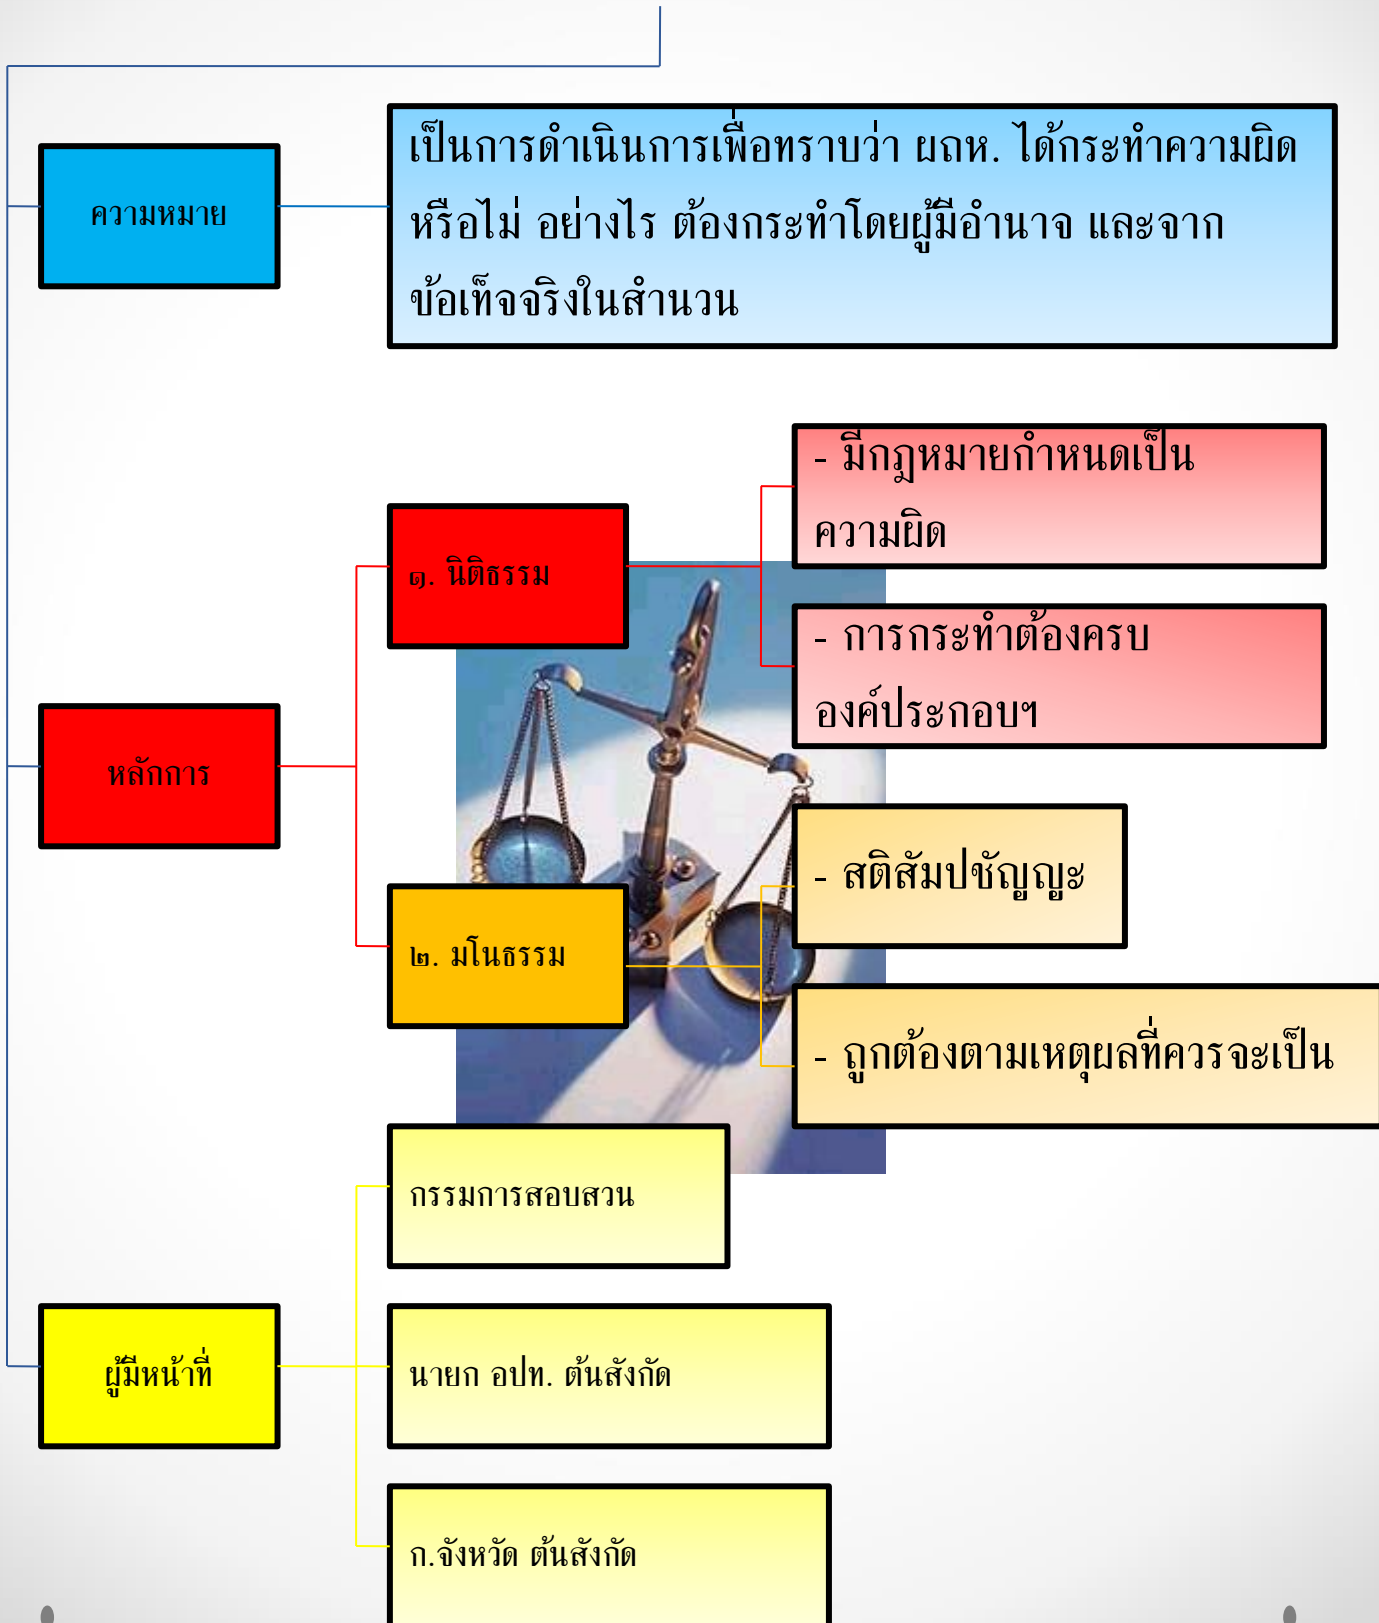 ความหมาย
เป็นการดำเนินการเพื่อทราบว่า ผถห. ได้กระทำความผิด
หรือไม่ อย่างไร ต้องกระทำโดยผู้มีอำนาจ และจาก
ข้อเท็จจริงในสำนวน
หลักการ
๑. นิติธรรม
- มีกฎหมายกำหนดเป็น
ความผิด
- การกระทำต้องครบ
องค์ประกอบฯ
๒. มโนธรรม
- สติสัมปชัญญะ
- ถูกต้องตามเหตุผลที่ควรจะเป็น
ผู้มีหน้าที่
กรรมการสอบสวน
นายก อปท. ต้นสังกัด
ก.จังหวัด ต้นสังกัด